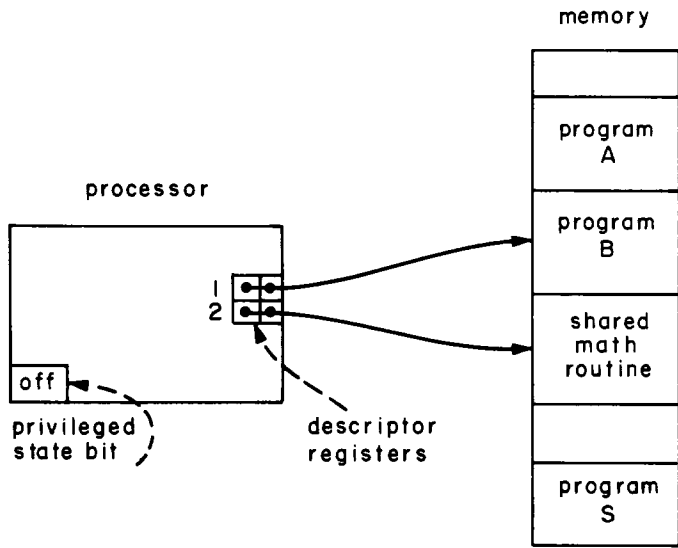 memory
program
A
processor
program
B
1
2
shared
math
routine
off
privileged
state bit
descriptor
registers
program
S